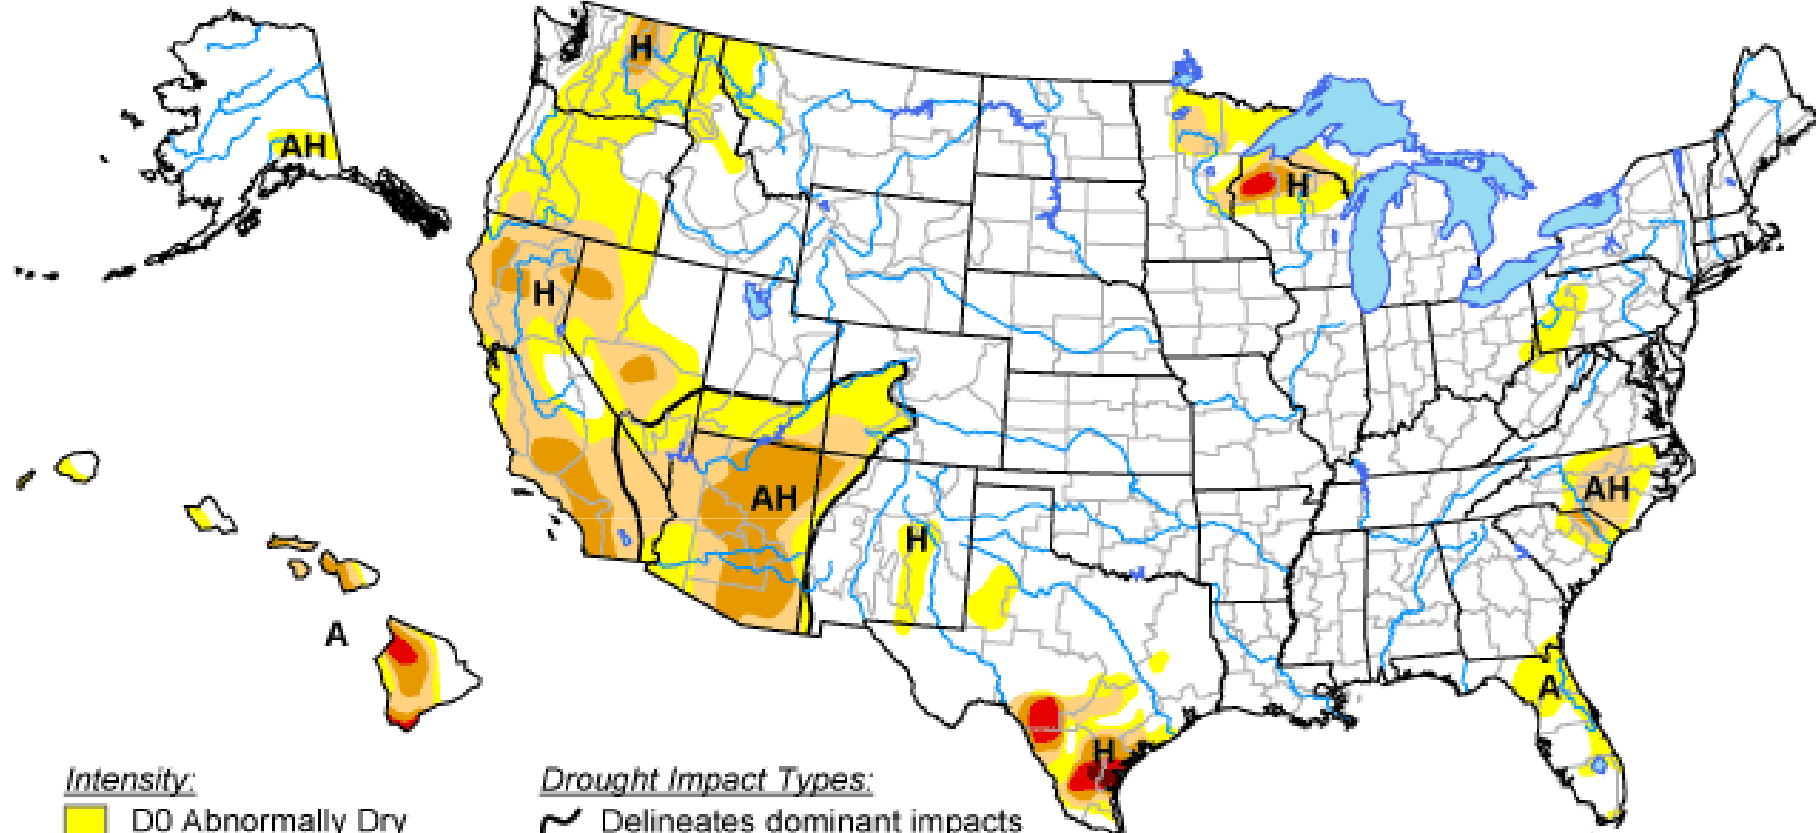 H
AH
H
H
AH
AH
H
A
A
H
Intensity:
Drought Impact Types:
D0 Abnormally Dry
Delineates dominant impacts